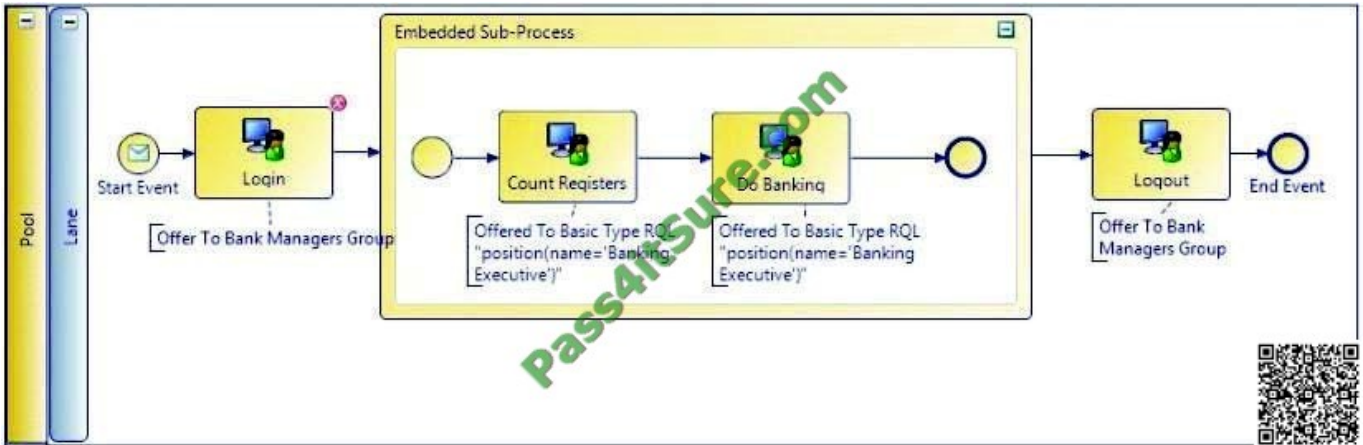 Pool
Lane
Start Event
Login
Offer To Bank Managers Group
Embedded Sub-Process
Count Registers
Offered To Basic Type RQL
"position(name='Banking
Executive')"
Do Banking
Offered To Basic Type RQL
"position(name='Banking
Executive')"
Logout
Offer To Bank
Managers Group
End Event
Pass4itSure.com